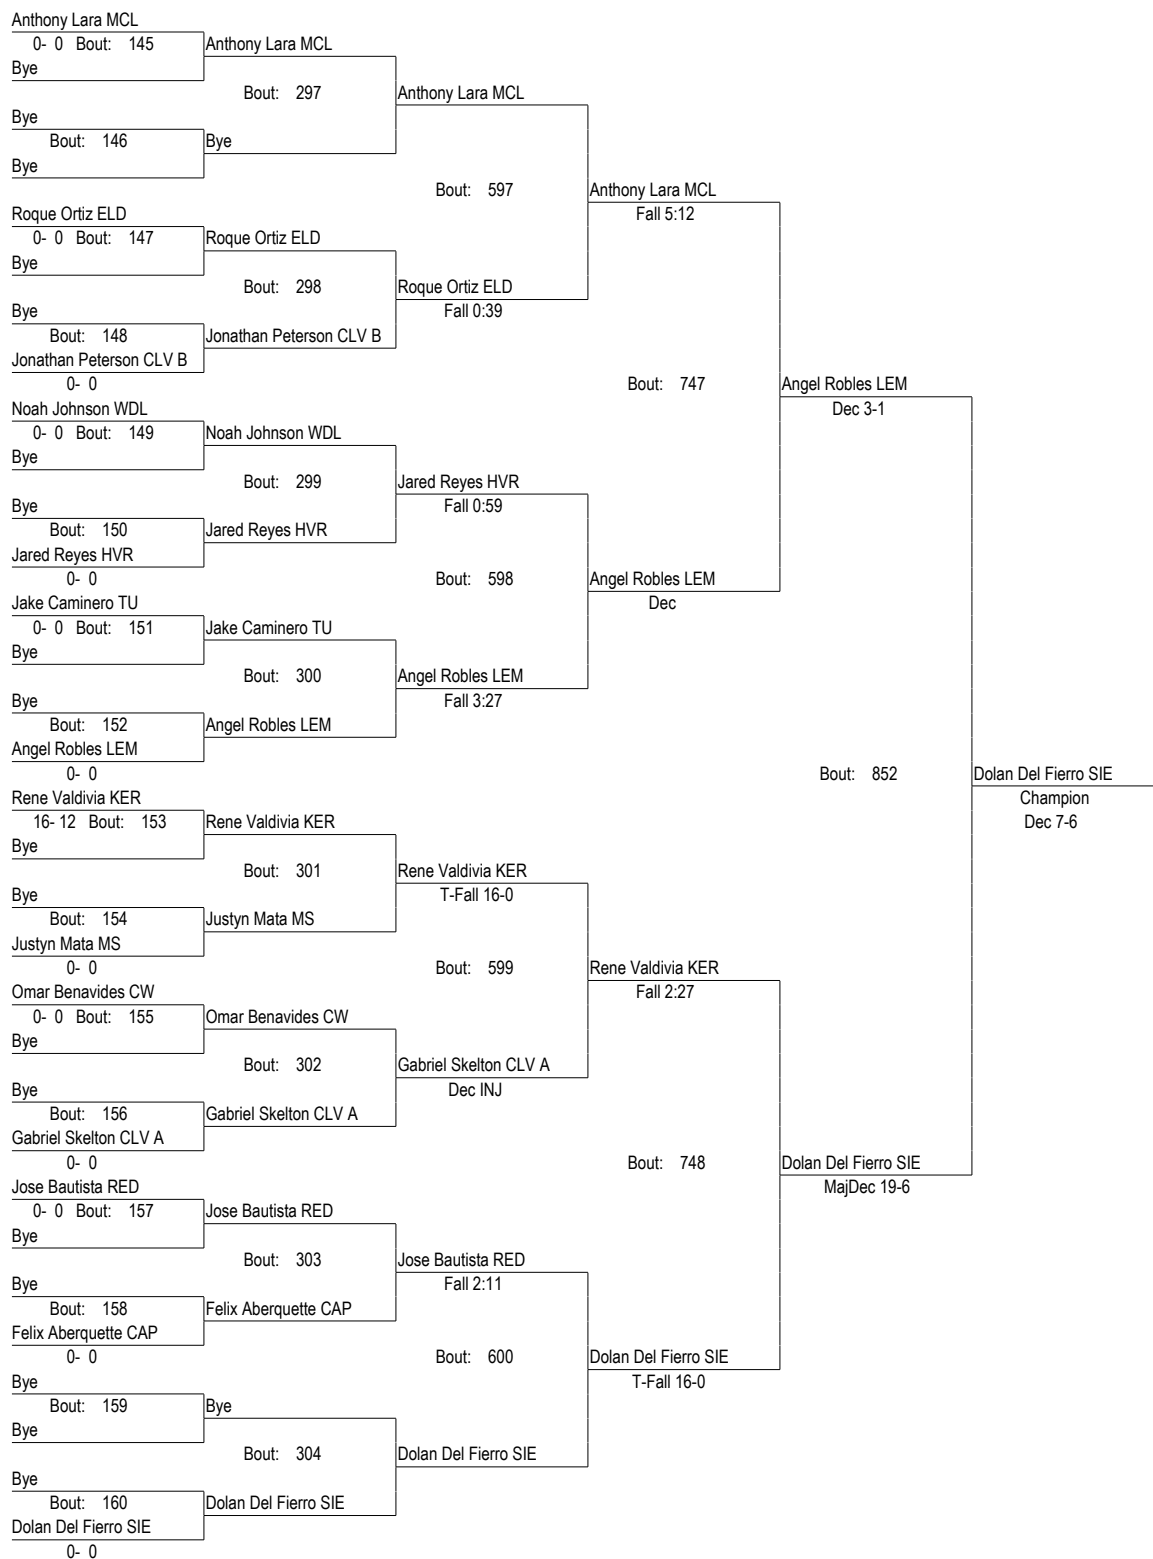 Anthony Lara MCL
0- 0 Bout: 145 Anthony Lara MCL
Bye
Bout: 297 Anthony Lara MCL
Bye
Bout: 146 Bye
Bye
Bout: 597 Anthony Lara MCL
Roque Ortiz ELD Fall 5:12
0- 0 Bout: 147 Roque Ortiz ELD
Bye
Bout: 298 Roque Ortiz ELD
Bye Fall 0:39
Bout: 148 Jonathan Peterson CLV B
Jonathan Peterson CLV B
0- 0 Bout: 747 Angel Robles LEM
Noah Johnson WDL Dec 3-1
0- 0 Bout: 149 Noah Johnson WDL
Bye
Bout: 299 Jared Reyes HVR
Bye Fall 0:59
Bout: 150 Jared Reyes HVR
Jared Reyes HVR
0- 0 Bout: 598 Angel Robles LEM
Jake Caminero TU Dec
0- 0 Bout: 151 Jake Caminero TU
Bye
Bout: 300 Angel Robles LEM
Bye Fall 3:27
Bout: 152 Angel Robles LEM
Angel Robles LEM
0- 0 Bout: 852 Dolan Del Fierro SIE
Rene Valdivia KER Champion
16- 12 Bout: 153 Rene Valdivia KER Dec 7-6
Bye
Bout: 301 Rene Valdivia KER
Bye T-Fall 16-0
Bout: 154 Justyn Mata MS
Justyn Mata MS
0- 0 Bout: 599 Rene Valdivia KER
Omar Benavides CW Fall 2:27
0- 0 Bout: 155 Omar Benavides CW
Bye
Bout: 302 Gabriel Skelton CLV A
Bye Dec INJ
Bout: 156 Gabriel Skelton CLV A
Gabriel Skelton CLV A
0- 0 Bout: 748 Dolan Del Fierro SIE
Jose Bautista RED MajDec 19-6
0- 0 Bout: 157 Jose Bautista RED
Bye
Bout: 303 Jose Bautista RED
Bye Fall 2:11
Bout: 158 Felix Aberquette CAP
Felix Aberquette CAP
0- 0 Bout: 600 Dolan Del Fierro SIE
Bye T-Fall 16-0
Bout: 159 Bye
Bye
Bout: 304 Dolan Del Fierro SIE
Bye
Bout: 160 Dolan Del Fierro SIE
Dolan Del Fierro SIE
0- 0